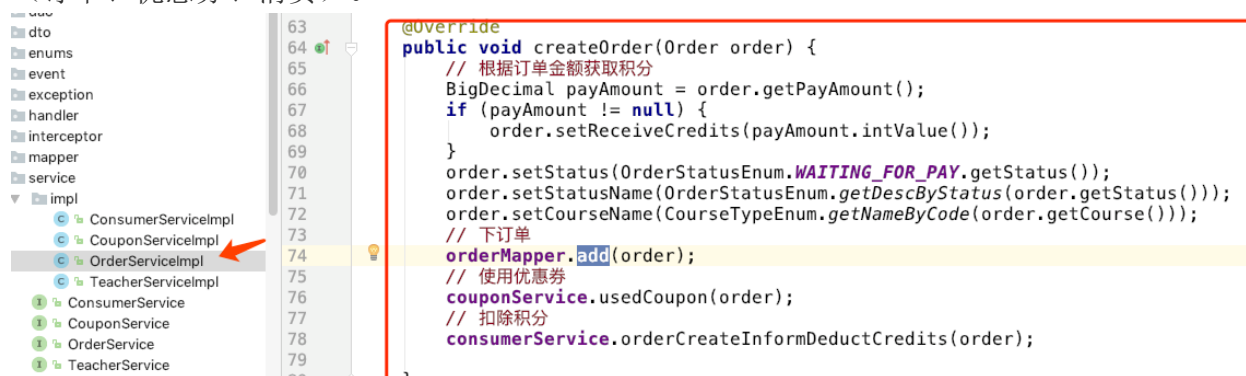 dto
enums
event
exception
handler
interceptor
mapper
service
impl
ConsumerServiceImpl
CouponServiceImpl
OrderServiceImpl
TeacherServiceImpl
ConsumerService
CouponService
OrderService
TeacherService
63 @Override
64 public void createOrder(Order order) {
65 // 根据订单金额获取积分
66 BigDecimal payAmount = order.getPayAmount();
67 if (payAmount != null) {
68 order.setReceiveCredits(payAmount.intValue());
69 }
70 order.setStatus(OrderStatusEnum.WAITING_FOR_PAY.getStatus());
71 order.setStatusName(OrderStatusEnum.getDescByStatus(order.getStatus()));
72 order.setCourseName(CourseTypeEnum.getNameByCode(order.getCourse()));
73 // 下订单
74 orderMapper.add(order);
75 // 使用优惠券
76 couponService.usedCoupon(order);
77 // 扣除积分
78 consumerService.orderCreateInformDeductCredits(order);
79